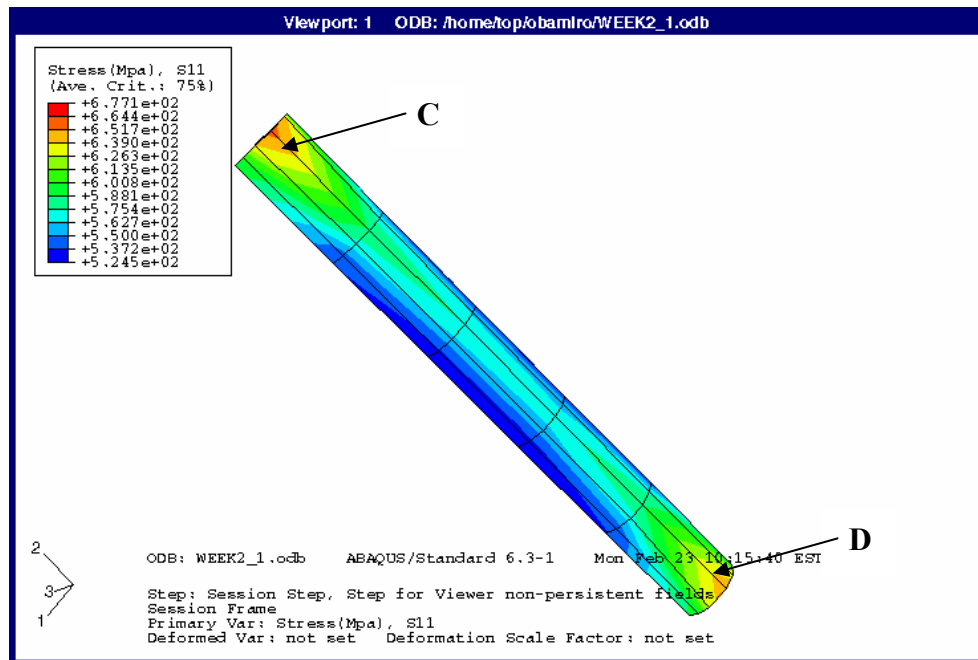 Viewport: 1 ODB: /home/top/obamiro/WEEK2_1.odb
Stress(Mpa), S11
(Ave. Crit.: 75%)
+6.771e+02
+6.644e+02
+6.517e+02
+6.390e+02
+6.263e+02
+6.135e+02
+6.008e+02
+5.881e+02
+5.754e+02
+5.627e+02
+5.500e+02
+5.372e+02
+5.245e+02
C
D
2
3
1
ODB: WEEK2_1.odb ABAQUS/Standard 6.3-1 Mon Feb 23 10:15:40 EST
Step: Session Step, Step for Viewer non-persistent fields
Session Frame
Primary Var: Stress(Mpa), S11
Deformed Var: not set Deformation Scale Factor: not set